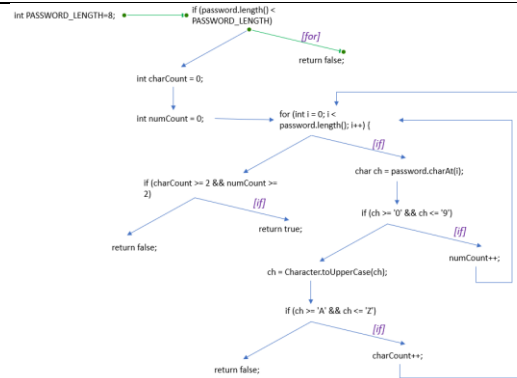 int PASSWORD_LENGTH=8;
if (password.length() <
PASSWORD_LENGTH)
[for]
return false;
int charCount = 0;
int numCount = 0;
for (int i = 0; i <
password.length(); i++) {
[if]
char ch = password.charAt(i);
if (charCount >= 2 && numCount >=
2)
[if]
return true;
return false;
if (ch >= '0' && ch <= '9')
[if]
numCount++;
ch = Character.toUpperCase(ch);
if (ch >= 'A' && ch <= 'Z')
[if]
charCount++;
return false;